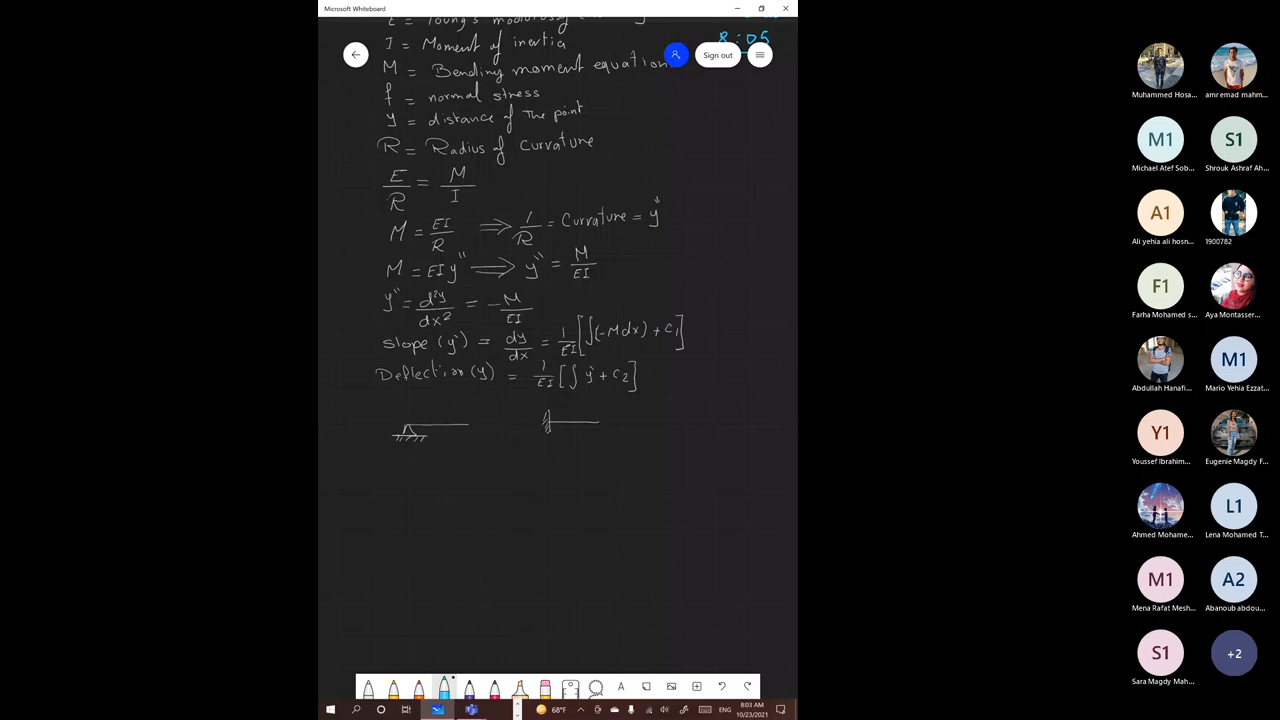 Microsoft Whiteboard
E = Young's
8:05
I = Moment of inertia
Sign out
M = Bending moment equation
f = normal stress
y = distance of the point
R = Radius of Curvature
E/R = M/I
M = EI/R ⟹ 1/R = Curvature = y''
M = EI y'' ⟹ y'' = M/EI
y'' = d²y/dx² = -M/EI
Slope (y') = dy/dx = 1/EI [∫(-M dx) + C1]
Deflection (y) = 1/EI [∫ y' + C2]
Muhammed Hosa...
amr emad mahm...
M1
S1
Michael Atef Sob...
Shrouk Ashraf Ah...
A1
Ali yehia ali hosn...
1900782
F1
Farha Mohamed s...
Aya Montasser...
M1
Abdullah Hanafi...
Mario Yehia Ezzat...
Y1
Youssef Ibrahim...
Eugenie Magdy F...
L1
Ahmed Mohame...
Lena Mohamed T...
M1
A2
Mena Rafat Mesh...
Abanoub abdou...
S1
+2
Sara Magdy Mah...
A
68°F
ENG
8:03 AM
10/23/2021